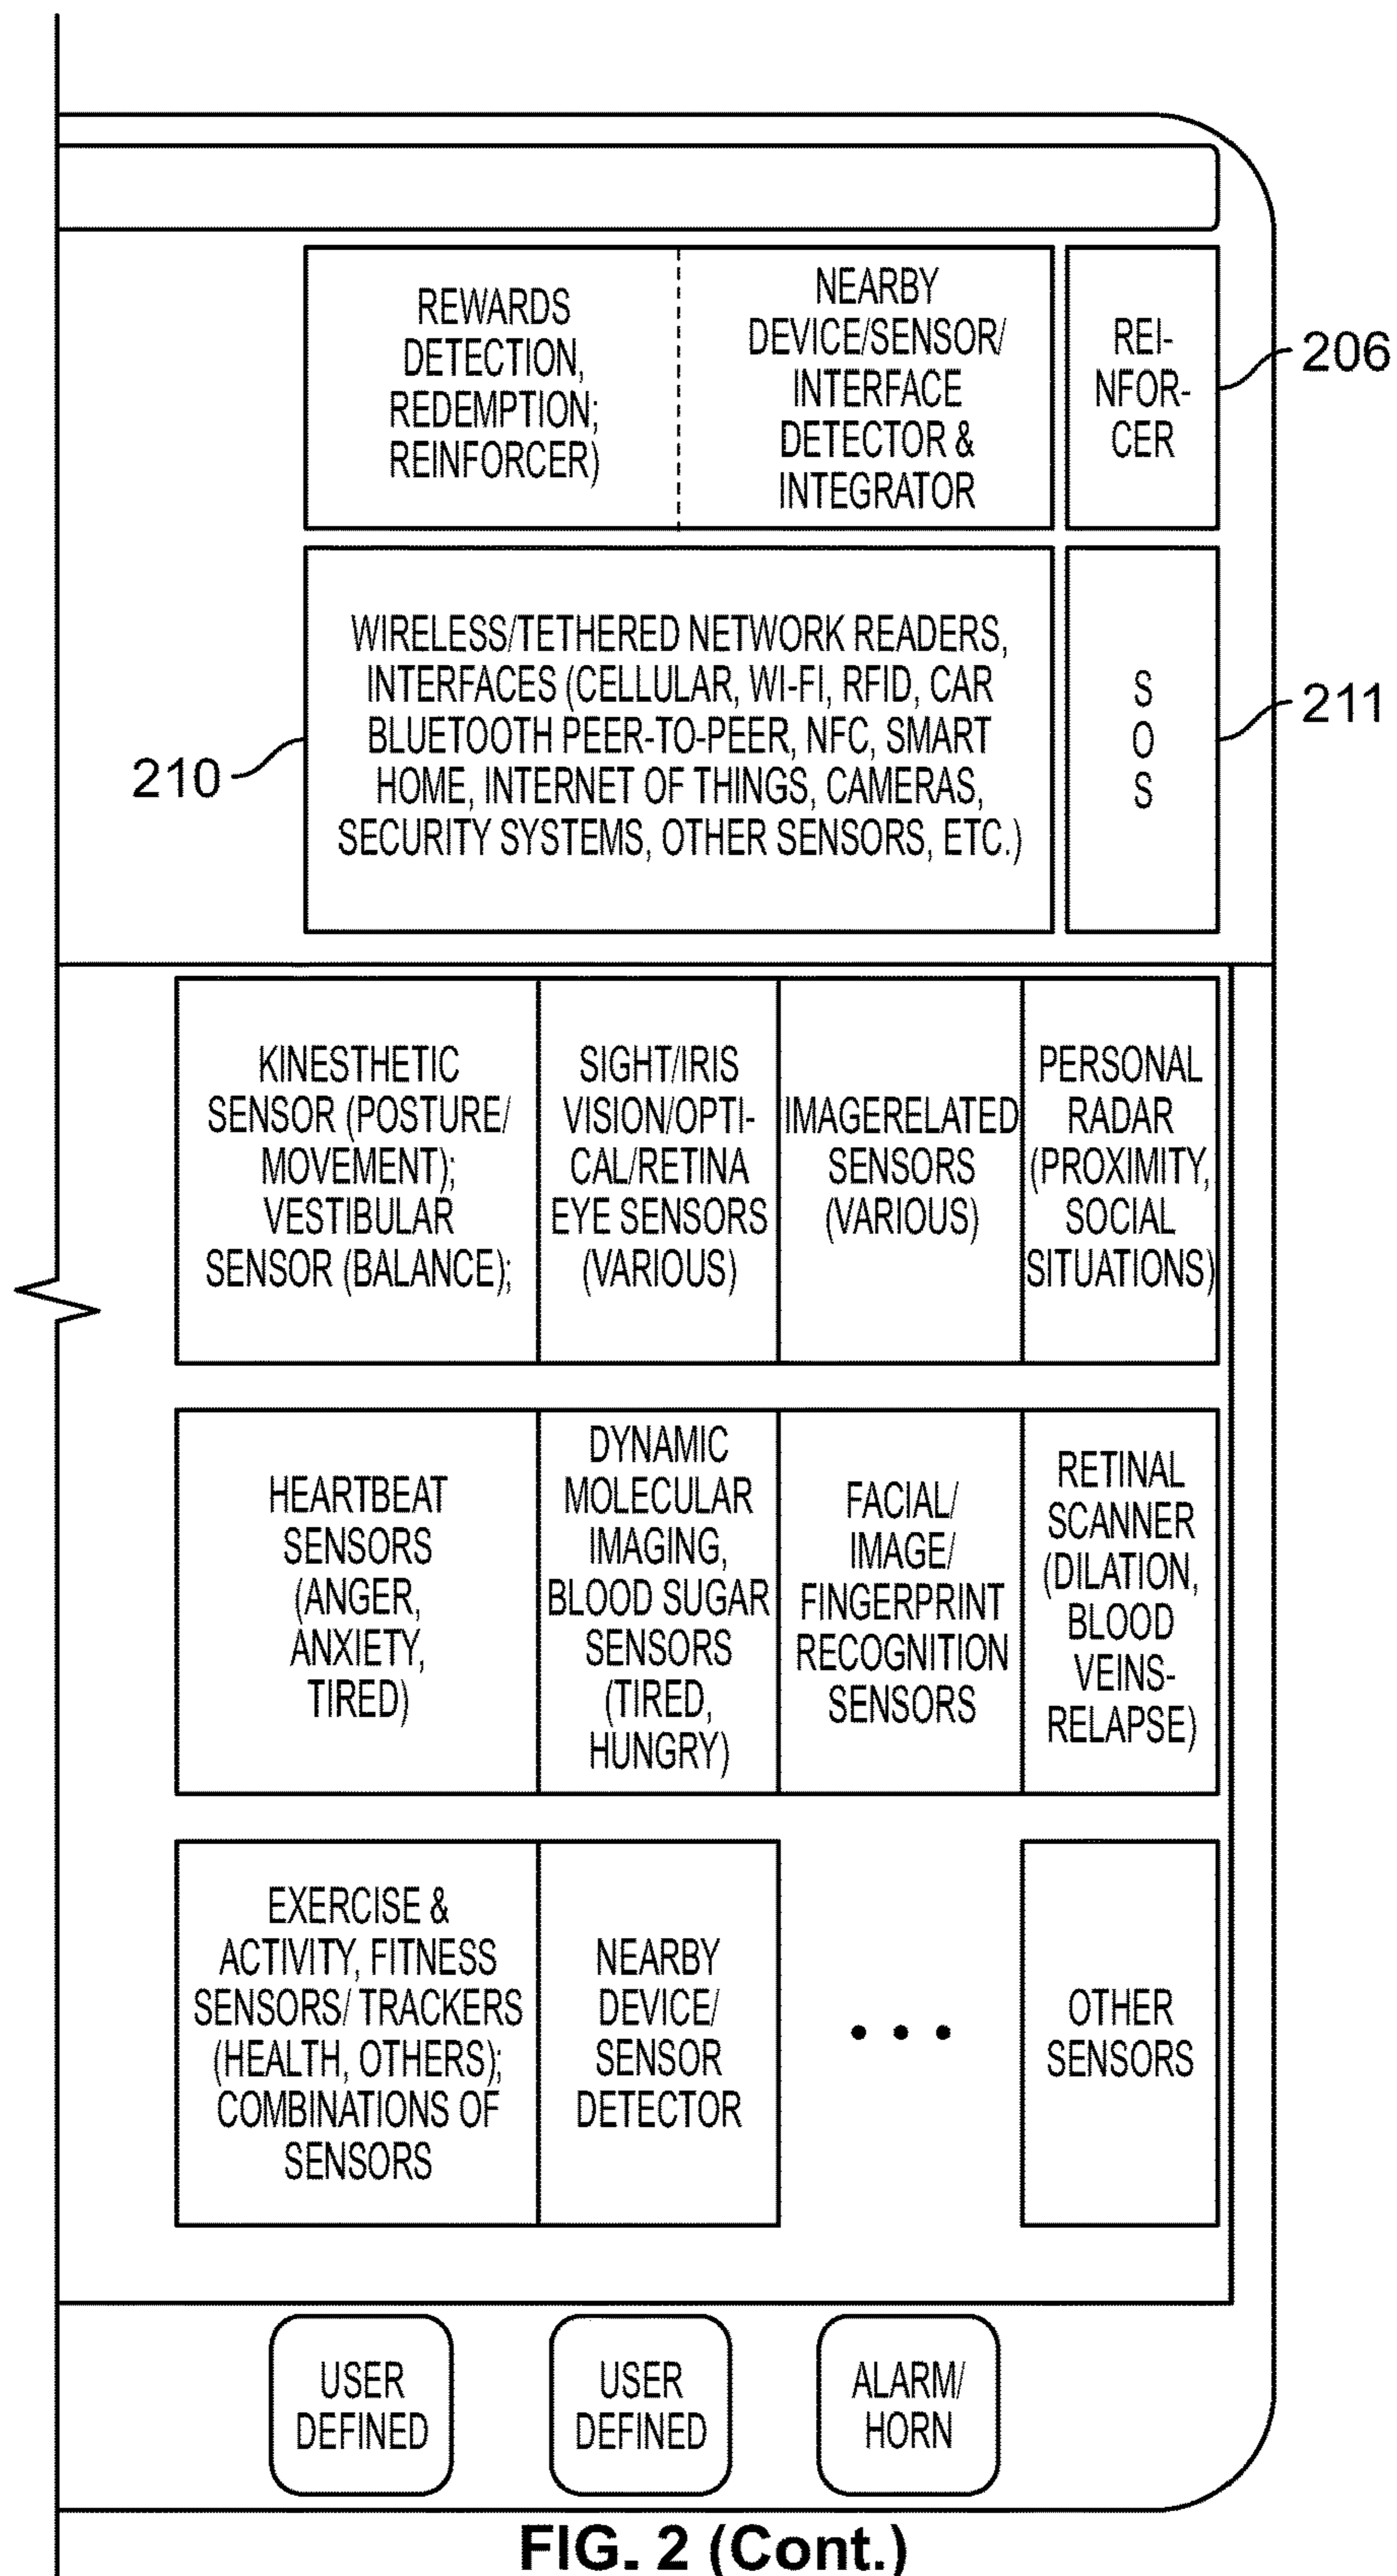 REWARDS
DETECTION,
REDEMPTION;
REINFORCER)
NEARBY
DEVICE/SENSOR/
INTERFACE
DETECTOR &
INTEGRATOR
REI-
NFOR-
CER
206
WIRELESS/TETHERED NETWORK READERS,
INTERFACES (CELLULAR, WI-FI, RFID, CAR
BLUETOOTH PEER-TO-PEER, NFC, SMART
HOME, INTERNET OF THINGS, CAMERAS,
SECURITY SYSTEMS, OTHER SENSORS, ETC.)
210
S
O
S
211
KINESTHETIC
SENSOR (POSTURE/
MOVEMENT);
VESTIBULAR
SENSOR (BALANCE);
SIGHT/IRIS
VISION/OPTI-
CAL/RETINA
EYE SENSORS
(VARIOUS)
IMAGERELATED
SENSORS
(VARIOUS)
PERSONAL
RADAR
(PROXIMITY,
SOCIAL
SITUATIONS)
HEARTBEAT
SENSORS
(ANGER,
ANXIETY,
TIRED)
DYNAMIC
MOLECULAR
IMAGING,
BLOOD SUGAR
SENSORS
(TIRED,
HUNGRY)
FACIAL/
IMAGE/
FINGERPRINT
RECOGNITION
SENSORS
RETINAL
SCANNER
(DILATION,
BLOOD
VEINS-
RELAPSE)
EXERCISE &
ACTIVITY, FITNESS
SENSORS/ TRACKERS
(HEALTH, OTHERS);
COMBINATIONS OF
SENSORS
NEARBY
DEVICE/
SENSOR
DETECTOR
• • •
OTHER
SENSORS
USER
DEFINED
USER
DEFINED
ALARM/
HORN
FIG. 2 (Cont.)